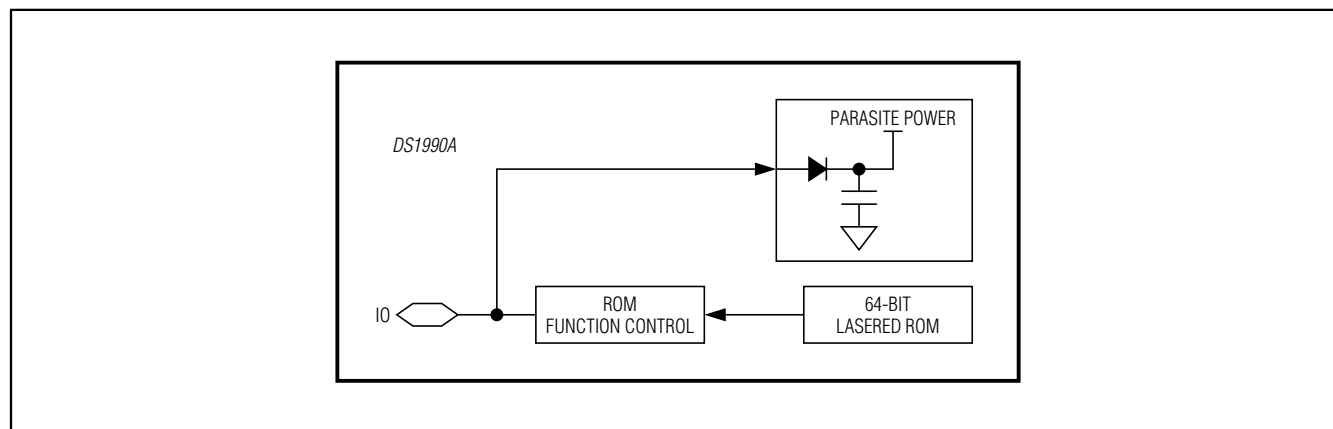 PARASITE POWER
DS1990A
IO
ROM
FUNCTION CONTROL
64-BIT
LASERED ROM